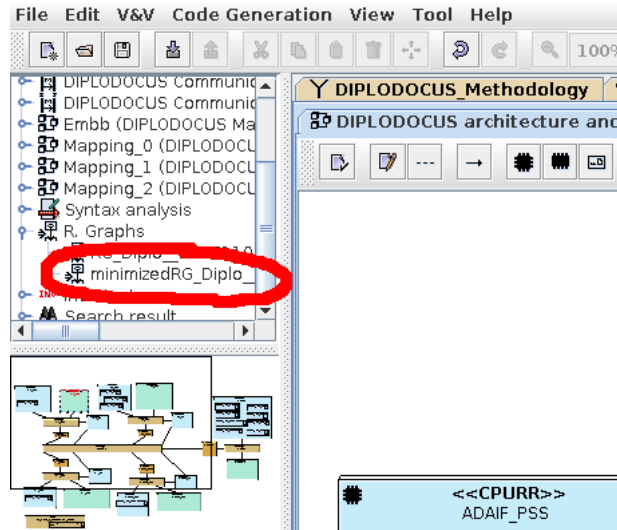 File Edit V&V Code Generation View Tool Help
100%
DIPLODOCUS Communic
DIPLODOCUS Communic
Embb (DIPLODOCUS Ma
Mapping_0 (DIPLODOCU
Mapping_1 (DIPLODOCU
Mapping_2 (DIPLODOCU
Syntax analysis
R. Graphs
RG_Diplo_
minimizedRG_Diplo_
Search result
DIPLODOCUS_Methodology
DIPLODOCUS architecture and
<<CPURR>>
ADAIF_PSS